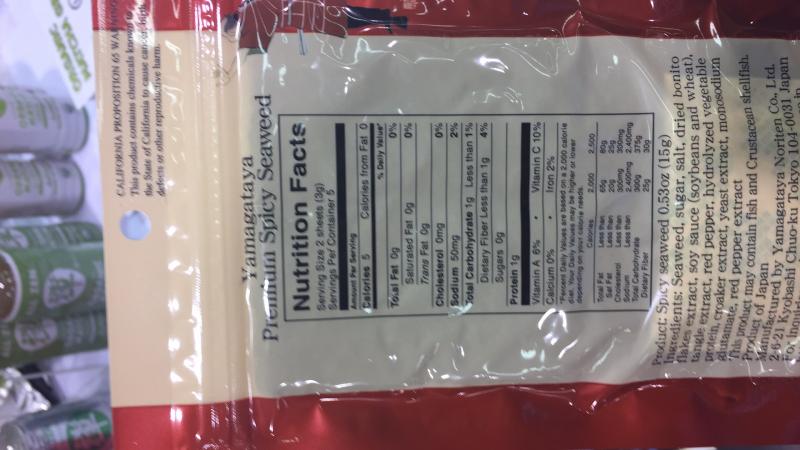 CALIFORNIA PROPOSITION 65 WARNING
This product contains chemicals known to
the State of California to cause cancer, birth
defects or other reproductive harm.
Yamagataya
Premium Spicy Seaweed
Nutrition Facts
Serving Size 2 sheets (3g)
Servings Per Container 5
Amount Per Serving
Calories 5 Calories from Fat 0
% Daily Value*
Total Fat 0g 0%
Saturated Fat 0g 0%
Trans Fat 0g
Cholesterol 0mg 0%
Sodium 50mg 2%
Total Carbohydrate 1g Less than 1%
Dietary Fiber Less than 1g 4%
Sugars 0g
Protein 1g
Vitamin A 6% • Vitamin C 10%
Calcium 0% • Iron 2%
*Percent Daily Values are based on a 2,000 calorie
diet. Your Daily Values may be higher or lower
depending on your calorie needs.
Calories 2,000 2,500
Total Fat Less than 65g 80g
Sat Fat Less than 20g 25g
Cholesterol Less than 300mg 300mg
Sodium Less than 2,400mg 2,400mg
Total Carbohydrate 300g 375g
Dietary Fiber 25g 30g
Product: Spicy seaweed 0.53oz (15g)
Ingredients: Seaweed, sugar, salt, dried bonito
flakes extract, soy sauce (soybeans and wheat),
tangle extract, red pepper, hydrolyzed vegetable
protein, croaker extract, yeast extract, monosodium
glutamate, red pepper extract
This product may contain fish and Crustacean shellfish.
Product of Japan
Manufactured by Yamagataya Noriten Co., Ltd.
2-6-21 Kyobashi Chuo-ku Tokyo 104-0031 Japan